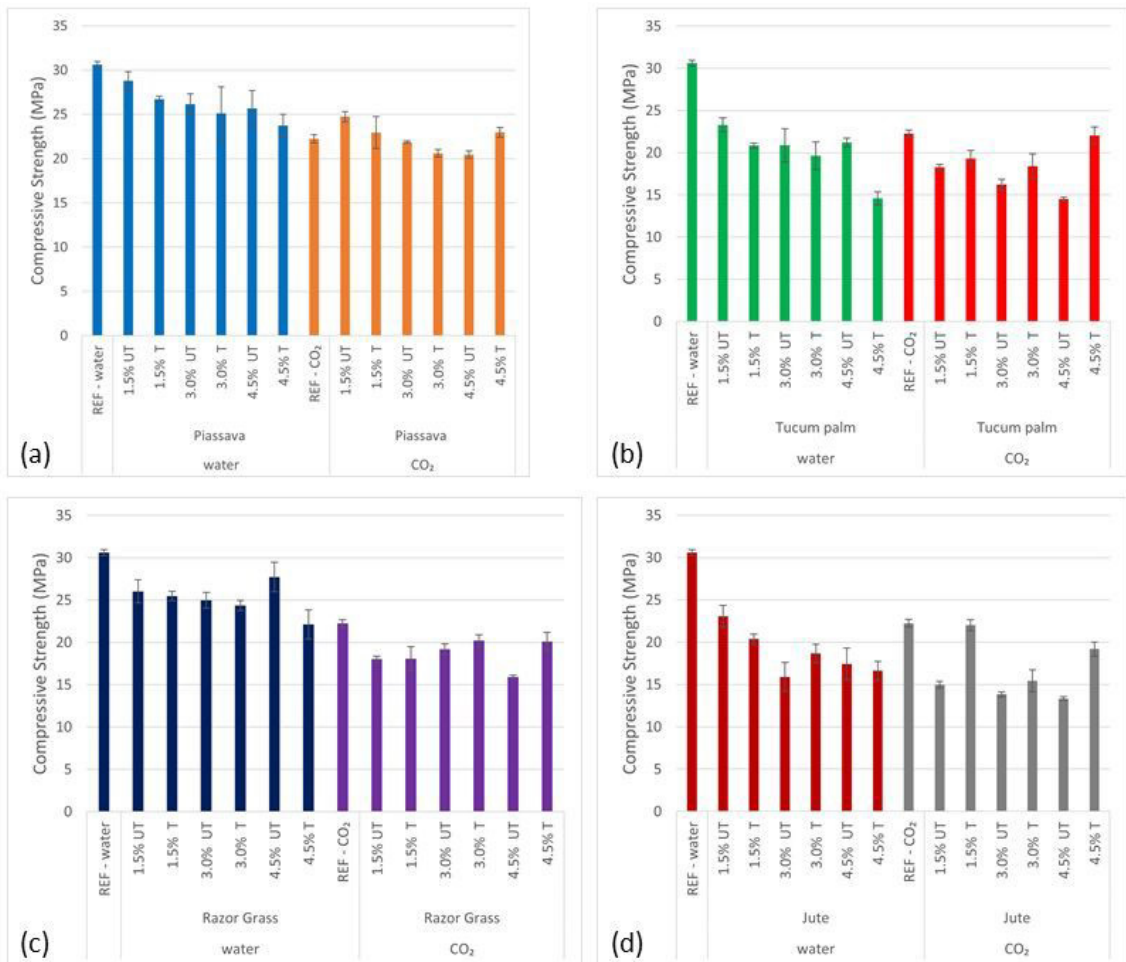 35
30
25
20
15
10
5
0
Compressive Strength (MPa)
REF - water
1.5% UT
1.5% T
3.0% UT
3.0% T
4.5% UT
4.5% T
REF - CO₂
1.5% UT
1.5% T
3.0% UT
3.0% T
4.5% UT
4.5% T
Piassava Piassava
water CO₂
(a)
35
30
25
20
15
10
5
0
Compressive Strength (MPa)
REF - water
1.5% UT
1.5% T
3.0% UT
3.0% T
4.5% UT
4.5% T
REF - CO₂
1.5% UT
1.5% T
3.0% UT
3.0% T
4.5% UT
4.5% T
Tucum palm Tucum palm
water CO₂
(b)
35
30
25
20
15
10
5
0
Compressive Strength (MPa)
REF - water
1.5% UT
1.5% T
3.0% UT
3.0% T
4.5% UT
4.5% T
REF - CO₂
1.5% UT
1.5% T
3.0% UT
3.0% T
4.5% UT
4.5% T
Razor Grass Razor Grass
water CO₂
(c)
35
30
25
20
15
10
5
0
Compressive Strength (MPa)
REF - water
1.5% UT
1.5% T
3.0% UT
3.0% T
4.5% UT
4.5% T
REF - CO₂
1.5% UT
1.5% T
3.0% UT
3.0% T
4.5% UT
4.5% T
Jute Jute
water CO₂
(d)